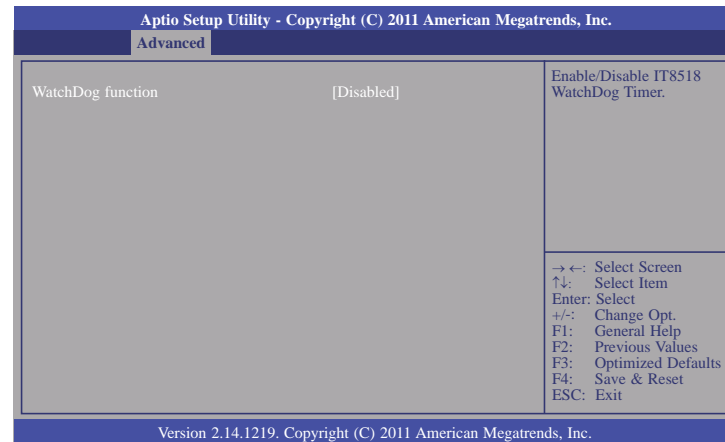 Aptio Setup Utility - Copyright (C) 2011 American Megatrends, Inc.
Advanced
WatchDog function [Disabled]
Enable/Disable IT8518
WatchDog Timer.
→←: Select Screen
↑↓: Select Item
Enter: Select
+/-: Change Opt.
F1: General Help
F2: Previous Values
F3: Optimized Defaults
F4: Save & Reset
ESC: Exit
Version 2.14.1219. Copyright (C) 2011 American Megatrends, Inc.